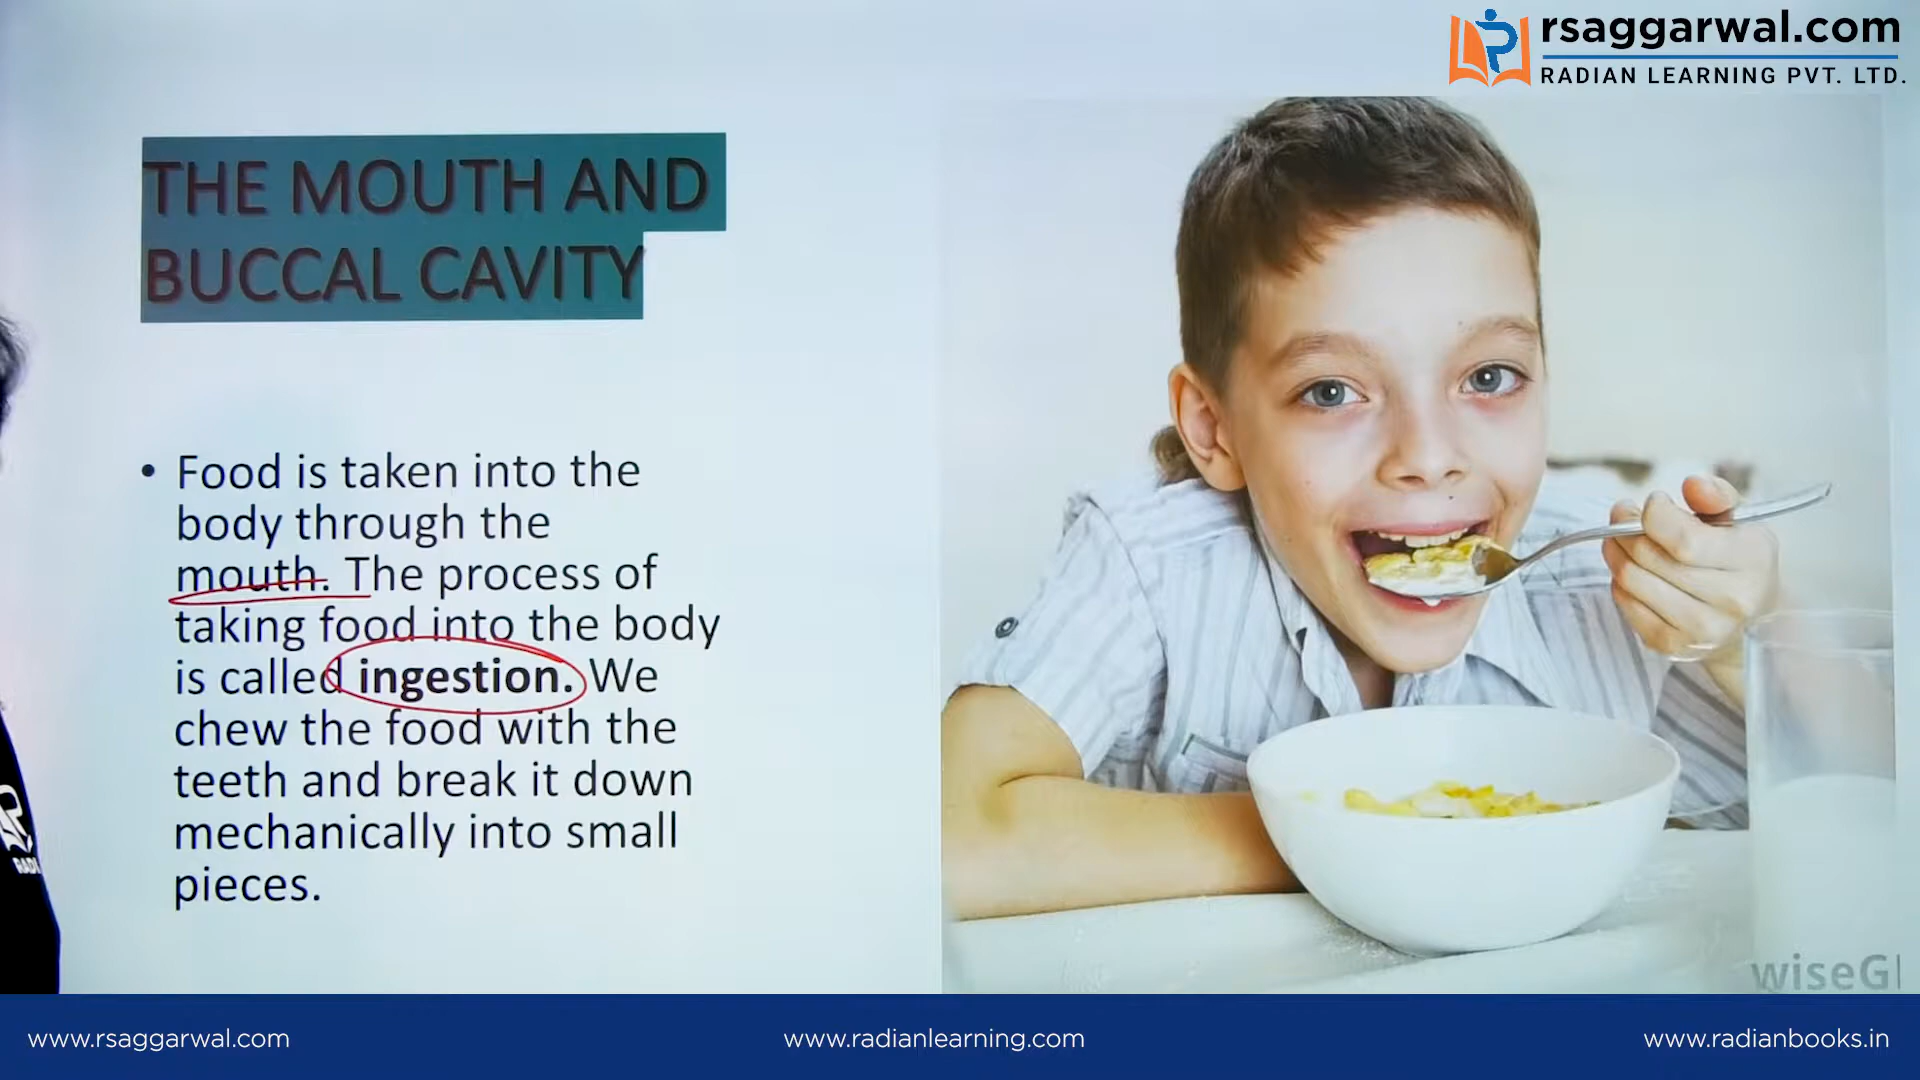 rsaggarwal.com
RADIAN LEARNING PVT. LTD.
THE MOUTH AND
BUCCAL CAVITY
• Food is taken into the
body through the
mouth. The process of
taking food into the body
is called ingestion. We
chew the food with the
teeth and break it down
mechanically into small
pieces.
wiseG
www.rsaggarwal.com
www.radianlearning.com
www.radianbooks.in